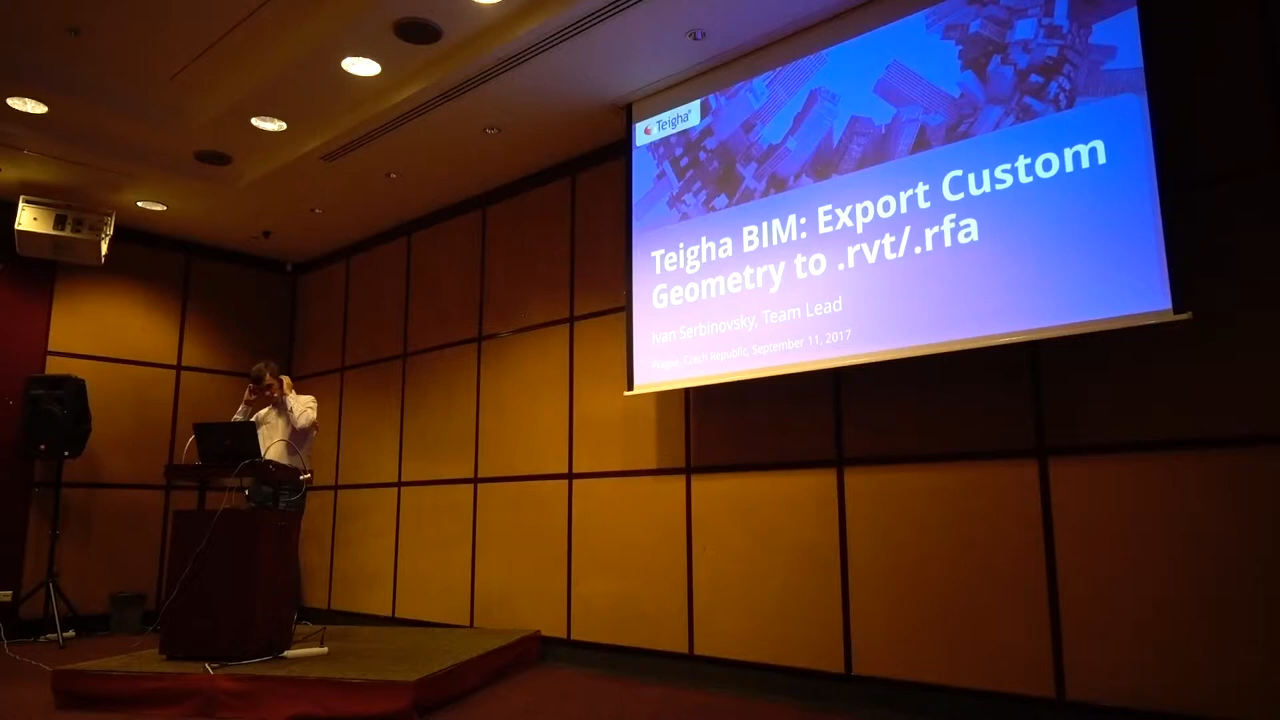 Teigha®
Teigha BIM: Export Custom
Geometry to .rvt/.rfa
Ivan Serbinovsky, Team Lead
Prague, Czech Republic, September 11, 2017